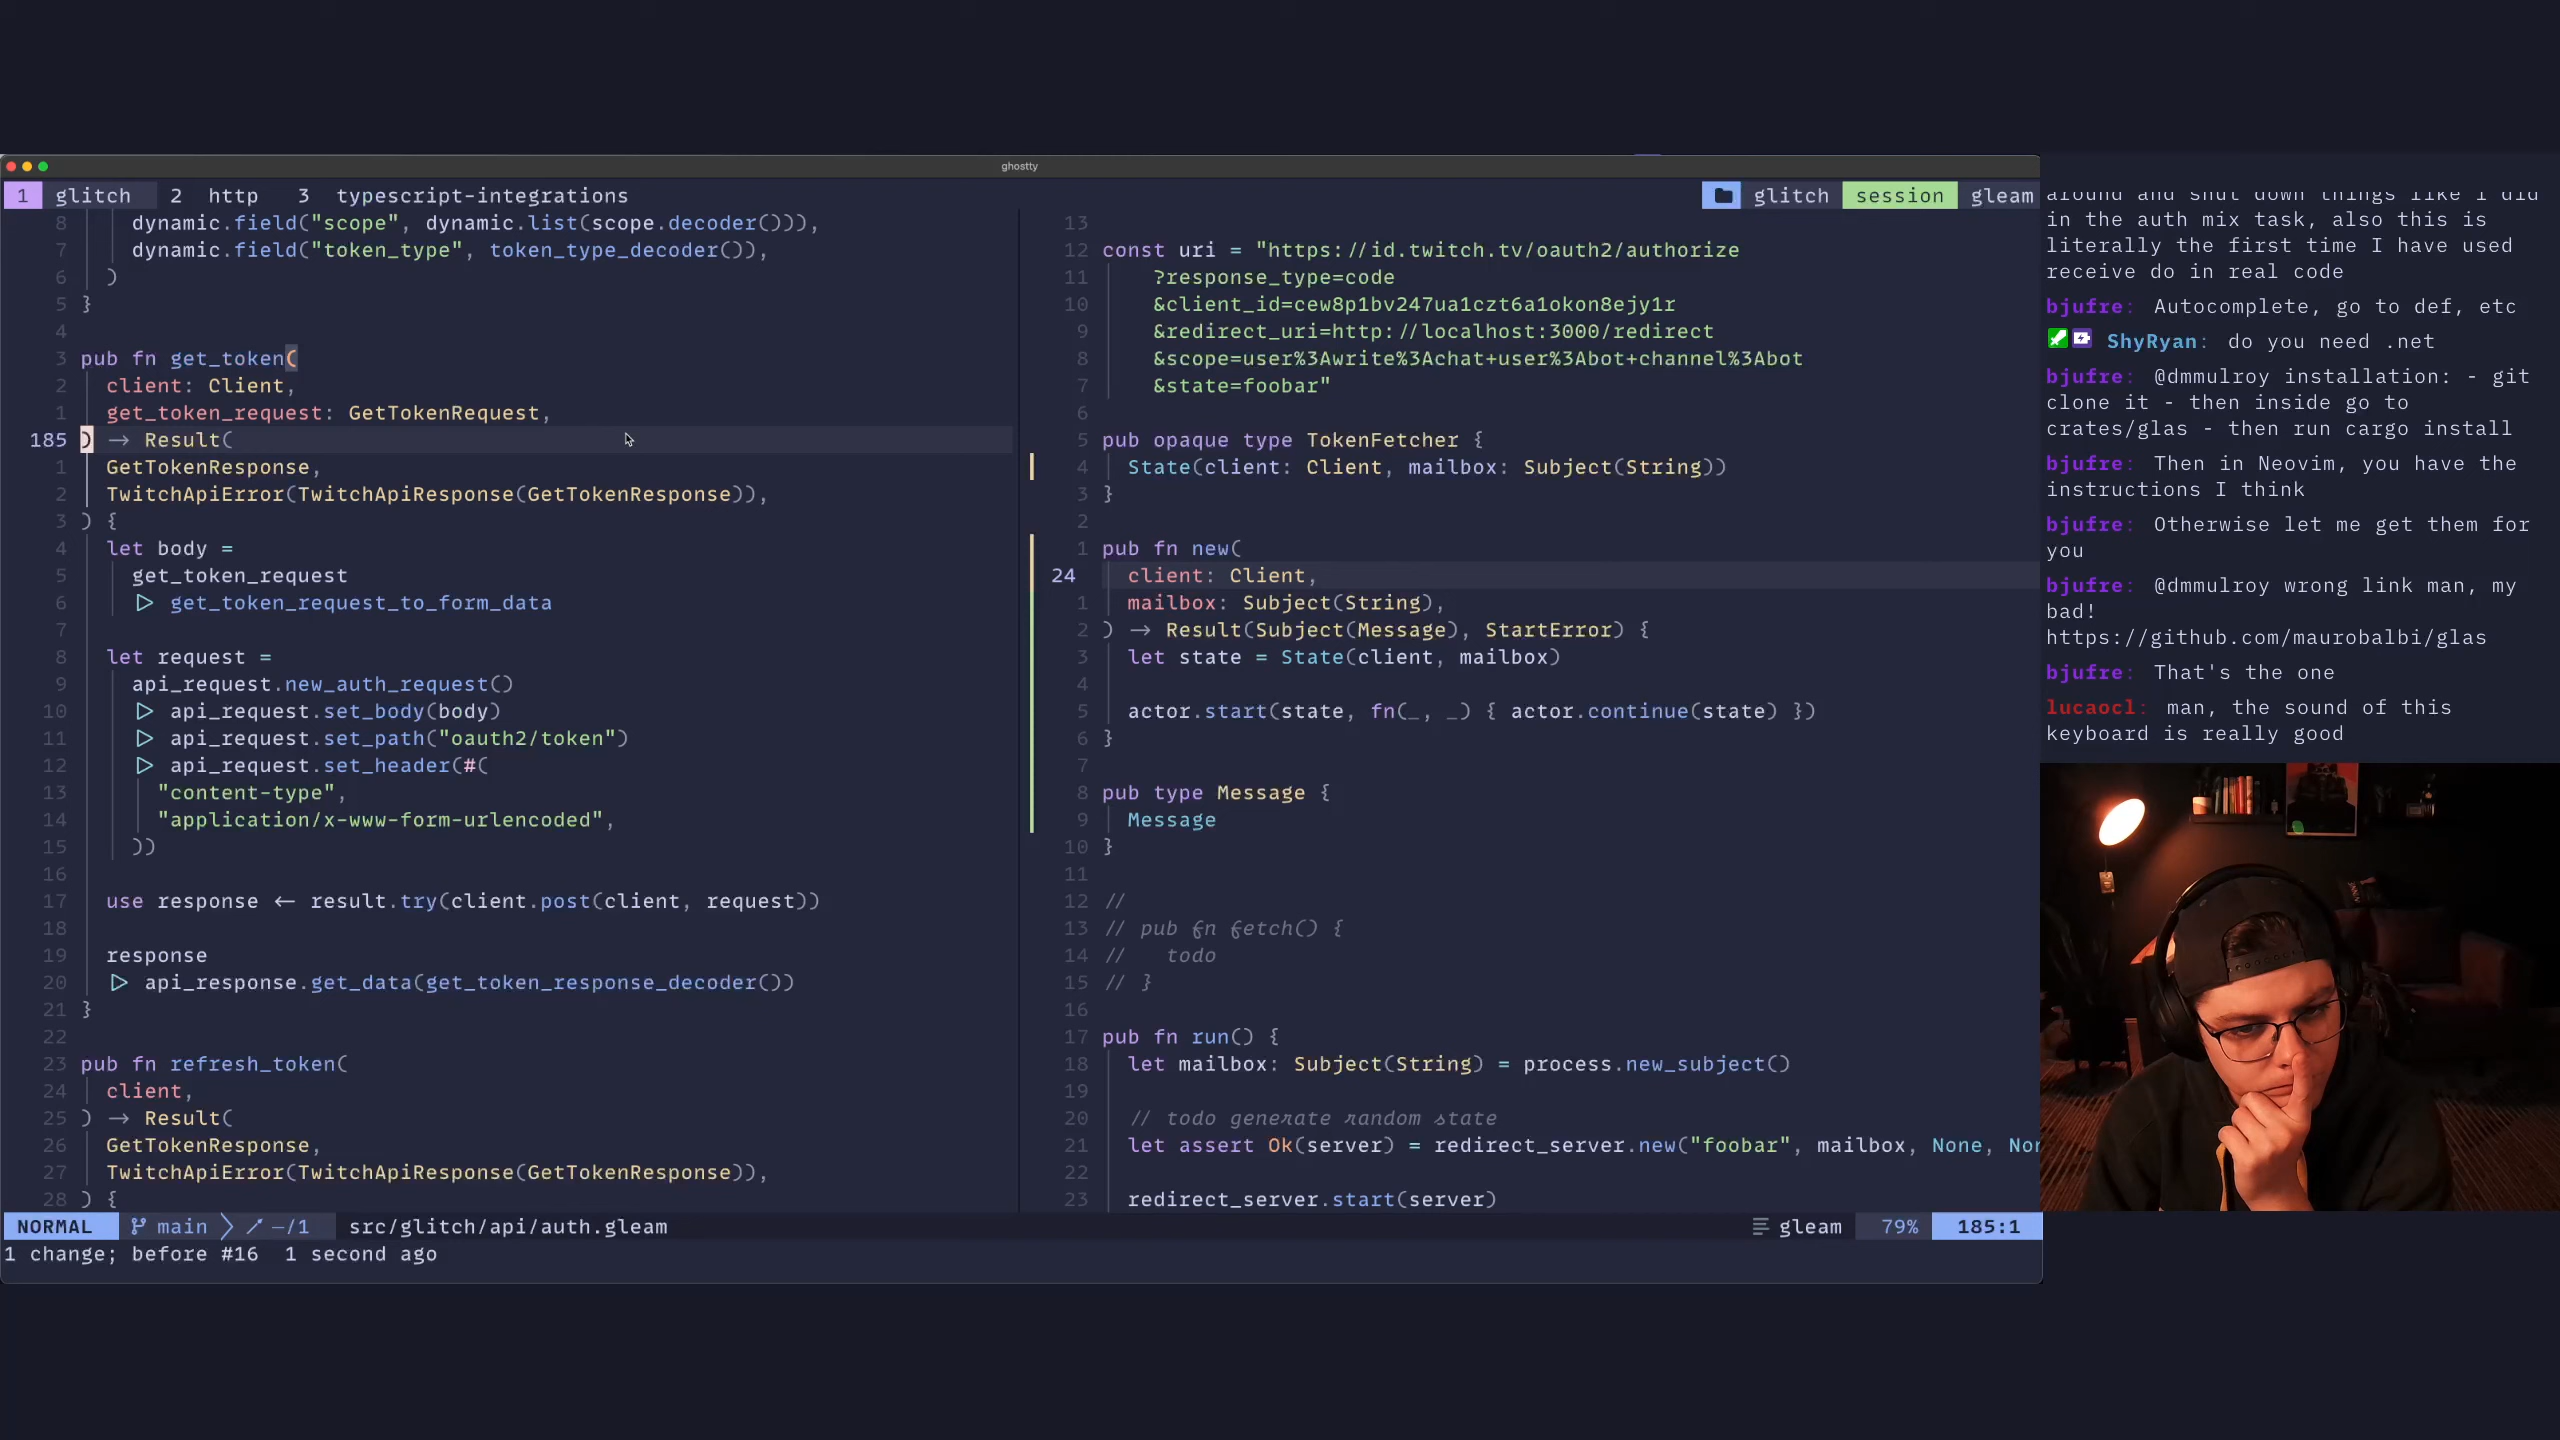 ghostty
1 glitch 2 http 3 typescript-integrations
glitch session gleam
8 dynamic.field("scope", dynamic.list(scope.decoder())),
7 dynamic.field("token_type", token_type_decoder()),
6 )
5 }
4
3 pub fn get_token(
2 client: Client,
1 get_token_request: GetTokenRequest,
185 ) -> Result(
1 GetTokenResponse,
2 TwitchApiError(TwitchApiResponse(GetTokenResponse)),
3 ) {
4 let body =
5 get_token_request
6 |> get_token_request_to_form_data
7
8 let request =
9 api_request.new_auth_request()
10 |> api_request.set_body(body)
11 |> api_request.set_path("oauth2/token")
12 |> api_request.set_header(#(
13 "content-type",
14 "application/x-www-form-urlencoded",
15 ))
16
17 use response <- result.try(client.post(client, request))
18
19 response
20 |> api_response.get_data(get_token_response_decoder())
21 }
22
23 pub fn refresh_token(
24 client,
25 ) -> Result(
26 GetTokenResponse,
27 TwitchApiError(TwitchApiResponse(GetTokenResponse)),
28 ) {
13
12 const uri = "https://id.twitch.tv/oauth2/authorize
11 ?response_type=code
10 &client_id=cew8p1bv247ua1czt6a1okon8ejy1r
9 &redirect_uri=http://localhost:3000/redirect
8 &scope=user%3Awrite%3Achat+user%3Abot+channel%3Abot
7 &state=foobar"
6
5 pub opaque type TokenFetcher {
4 State(client: Client, mailbox: Subject(String))
3 }
2
1 pub fn new(
24 client: Client,
1 mailbox: Subject(String),
2 ) -> Result(Subject(Message), StartError) {
3 let state = State(client, mailbox)
4
5 actor.start(state, fn(_, _) { actor.continue(state) })
6 }
7
8 pub type Message {
9 Message
10 }
11
12 //
13 // pub fn fetch() {
14 // todo
15 // }
16
17 pub fn run() {
18 let mailbox: Subject(String) = process.new_subject()
19
20 // todo generate random state
21 let assert Ok(server) = redirect_server.new("foobar", mailbox, None, Non
22
23 redirect_server.start(server)
NORMAL main -/1 src/glitch/api/auth.gleam gleam 79% 185:1
1 change; before #16 1 second ago
around and shut down things like I did
in the auth mix task, also this is
literally the first time I have used
receive do in real code
bjufre: Autocomplete, go to def, etc
ShyRyan: do you need .net
bjufre: @dmmulroy installation: - git
clone it - then inside go to
crates/glas - then run cargo install
bjufre: Then in Neovim, you have the
instructions I think
bjufre: Otherwise let me get them for
you
bjufre: @dmmulroy wrong link man, my
bad!
https://github.com/maurobalbi/glas
bjufre: That's the one
lucaocl: man, the sound of this
keyboard is really good